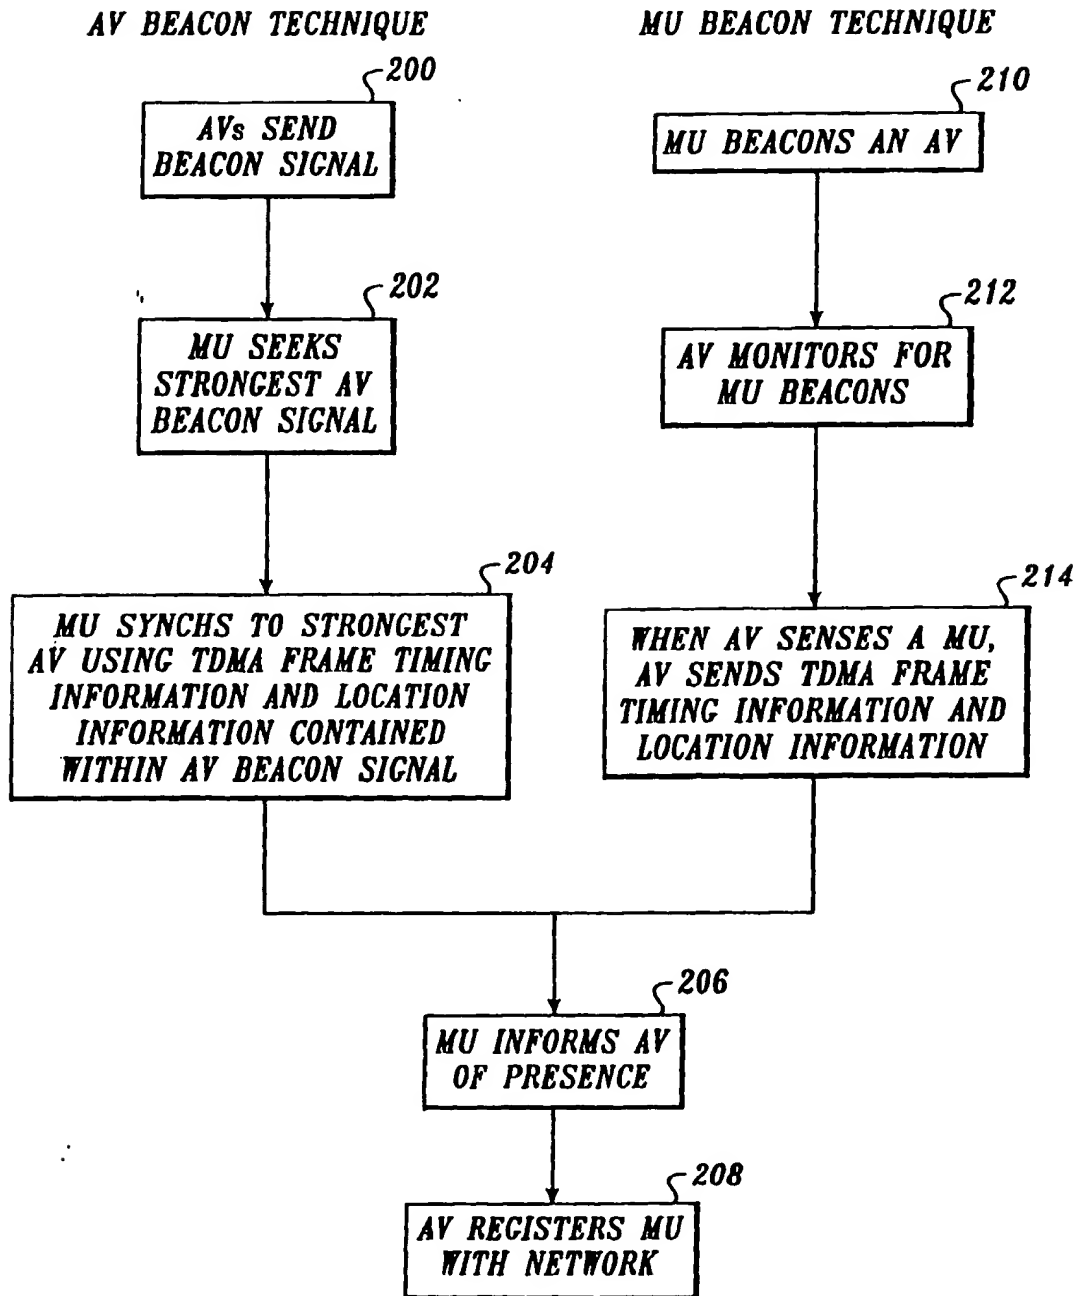 AV BEACON TECHNIQUE
200
AVs SEND
BEACON SIGNAL
202
MU SEEKS
STRONGEST AV
BEACON SIGNAL
204
MU SYNCHS TO STRONGEST
AV USING TDMA FRAME TIMING
INFORMATION AND LOCATION
INFORMATION CONTAINED
WITHIN AV BEACON SIGNAL
MU BEACON TECHNIQUE
210
MU BEACONS AN AV
212
AV MONITORS FOR
MU BEACONS
214
WHEN AV SENSES A MU,
AV SENDS TDMA FRAME
TIMING INFORMATION AND
LOCATION INFORMATION
206
MU INFORMS AV
OF PRESENCE
208
AV REGISTERS MU
WITH NETWORK